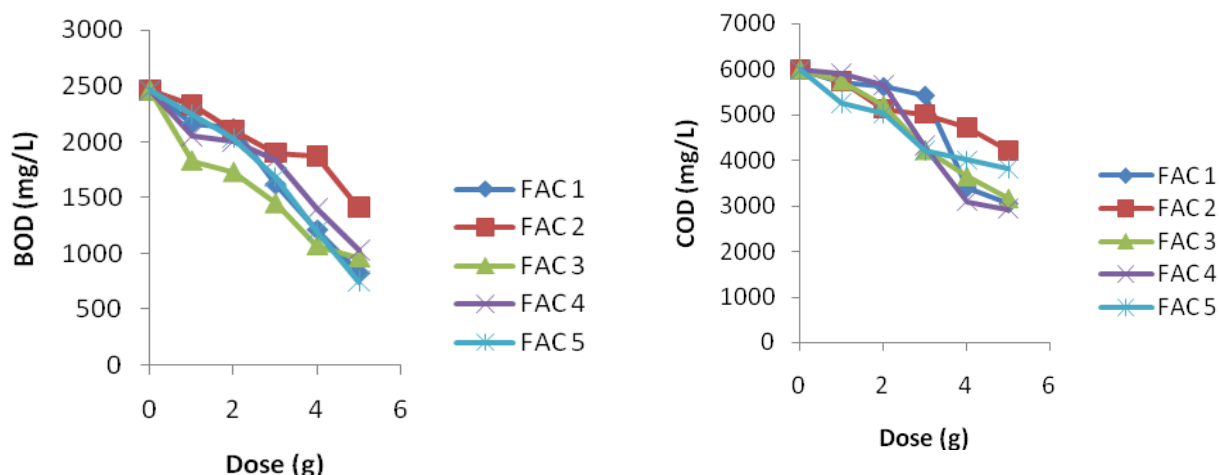 3000
2500
2000
1500
1000
500
0
BOD (mg/L)
0 2 4 6
Dose (g)
FAC 1
FAC 2
FAC 3
FAC 4
FAC 5
7000
6000
5000
4000
3000
2000
1000
0
COD (mg/L)
0 2 4 6
Dose (g)
FAC 1
FAC 2
FAC 3
FAC 4
FAC 5